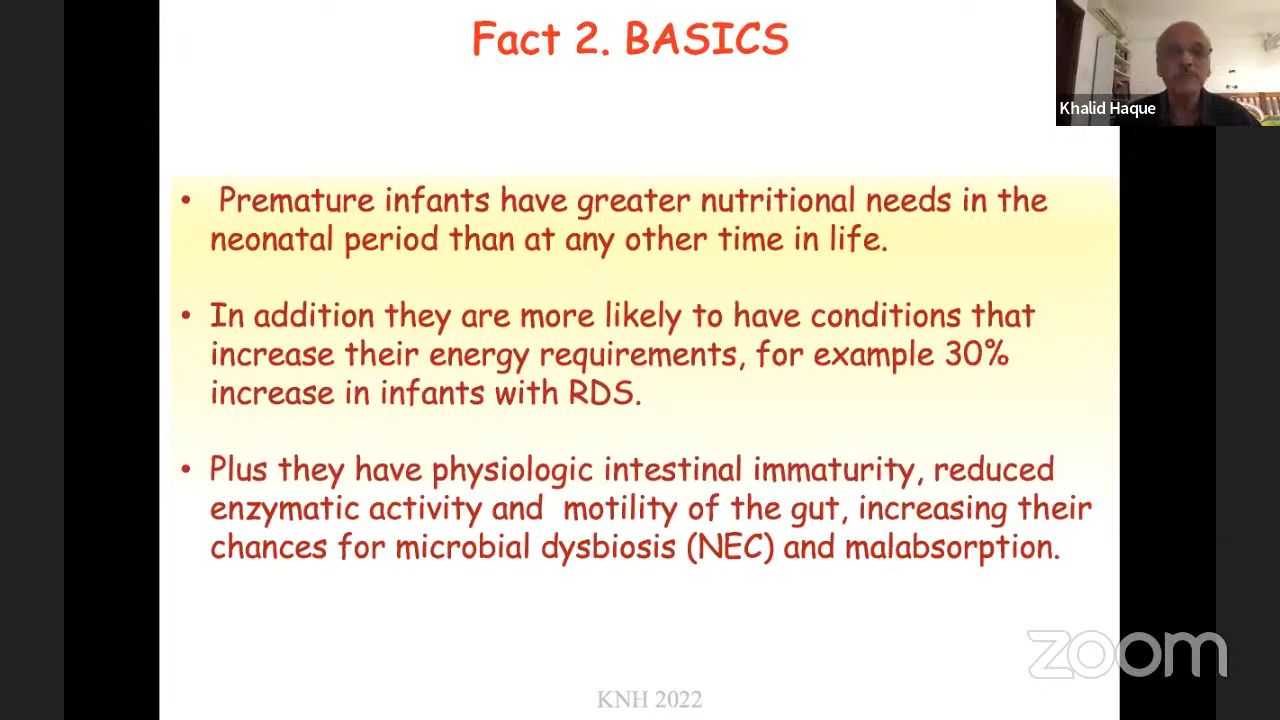 Fact 2. BASICS
Khalid Haque
• Premature infants have greater nutritional needs in the
neonatal period than at any other time in life.
• In addition they are more likely to have conditions that
increase their energy requirements, for example 30%
increase in infants with RDS.
• Plus they have physiologic intestinal immaturity, reduced
enzymatic activity and motility of the gut, increasing their
chances for microbial dysbiosis (NEC) and malabsorption.
zoom
KNH 2022